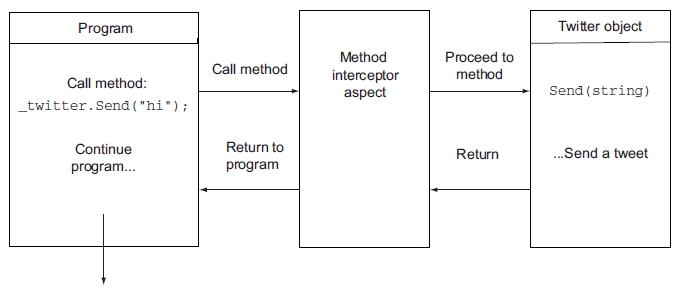 Program
Call method:
_twitter.Send("hi");
Continue
program...
Call method
Return to
program
Method
interceptor
aspect
Proceed to
method
Return
Twitter object
Send(string)
...Send a tweet